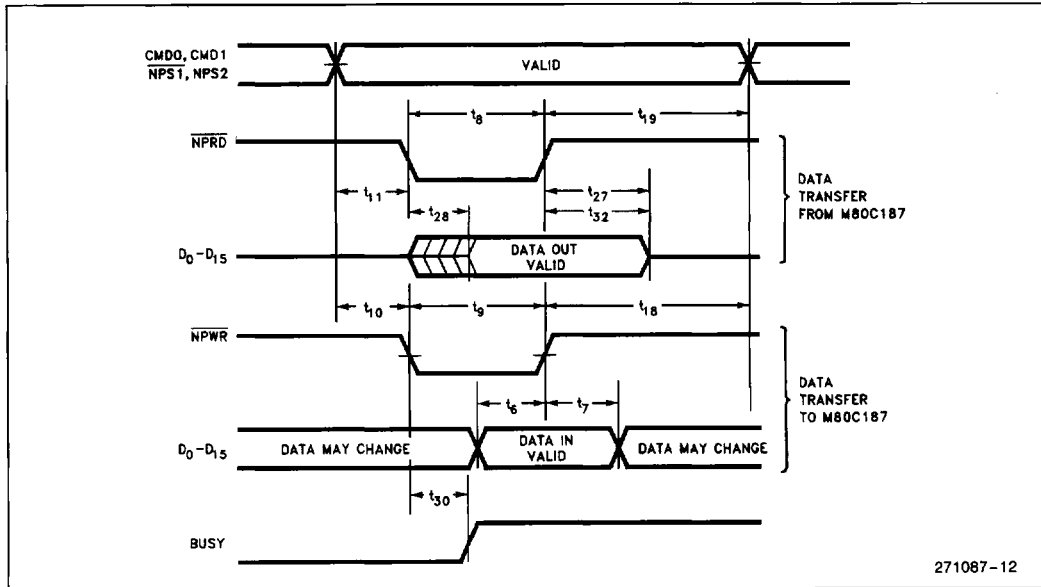 CMD0, CMD1
NPS1, NPS2
VALID
t8
t19
NPRD
t11
t27
DATA
TRANSFER
FROM M80C187
t28
t32
D0-D15
DATA OUT
VALID
t10
t9
t18
NPWR
t6
t7
DATA
TRANSFER
TO M80C187
D0-D15
DATA MAY CHANGE
DATA IN
VALID
DATA MAY CHANGE
t30
BUSY
271087-12